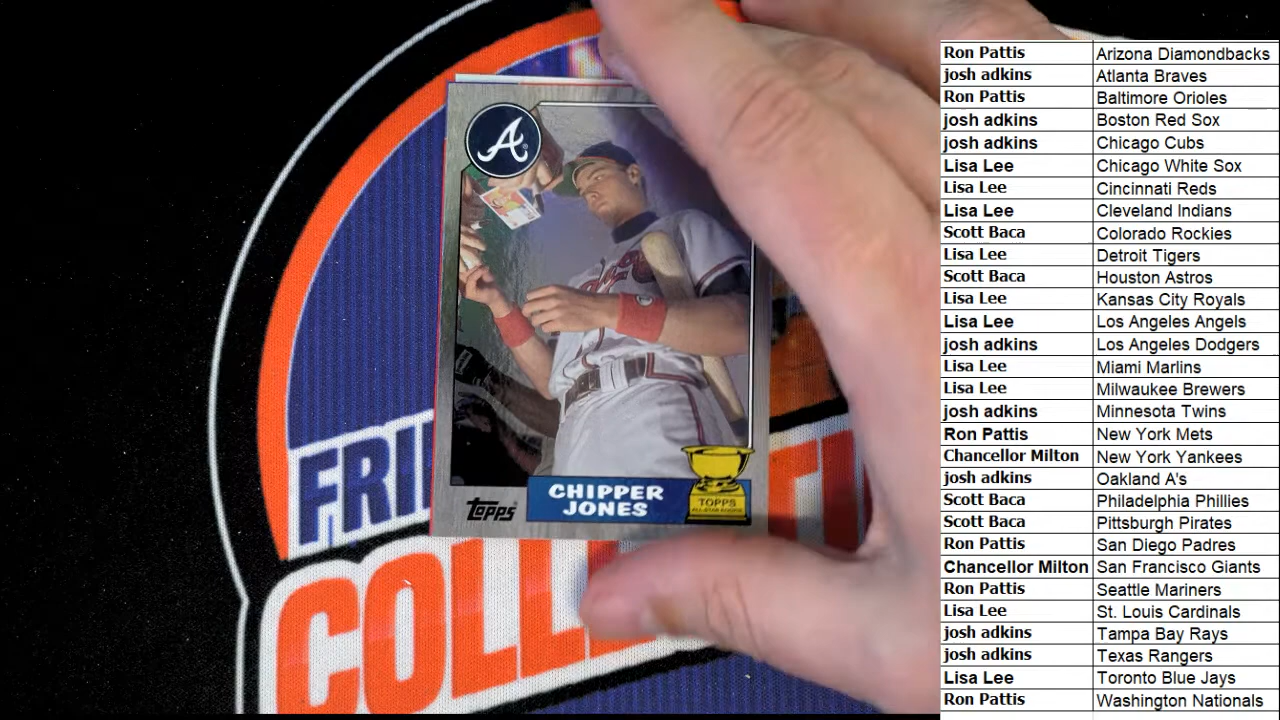 A
CHIPPER
JONES
Topps
TOPPS
FRI
COLLE
Ron Pattis Arizona Diamondbacks
josh adkins Atlanta Braves
Ron Pattis Baltimore Orioles
josh adkins Boston Red Sox
josh adkins Chicago Cubs
Lisa Lee Chicago White Sox
Lisa Lee Cincinnati Reds
Lisa Lee Cleveland Indians
Scott Baca Colorado Rockies
Lisa Lee Detroit Tigers
Scott Baca Houston Astros
Lisa Lee Kansas City Royals
Lisa Lee Los Angeles Angels
josh adkins Los Angeles Dodgers
Lisa Lee Miami Marlins
Lisa Lee Milwaukee Brewers
josh adkins Minnesota Twins
Ron Pattis New York Mets
Chancellor Milton New York Yankees
josh adkins Oakland A's
Scott Baca Philadelphia Phillies
Scott Baca Pittsburgh Pirates
Ron Pattis San Diego Padres
Chancellor Milton San Francisco Giants
Ron Pattis Seattle Mariners
Lisa Lee St. Louis Cardinals
josh adkins Tampa Bay Rays
josh adkins Texas Rangers
Lisa Lee Toronto Blue Jays
Ron Pattis Washington Nationals